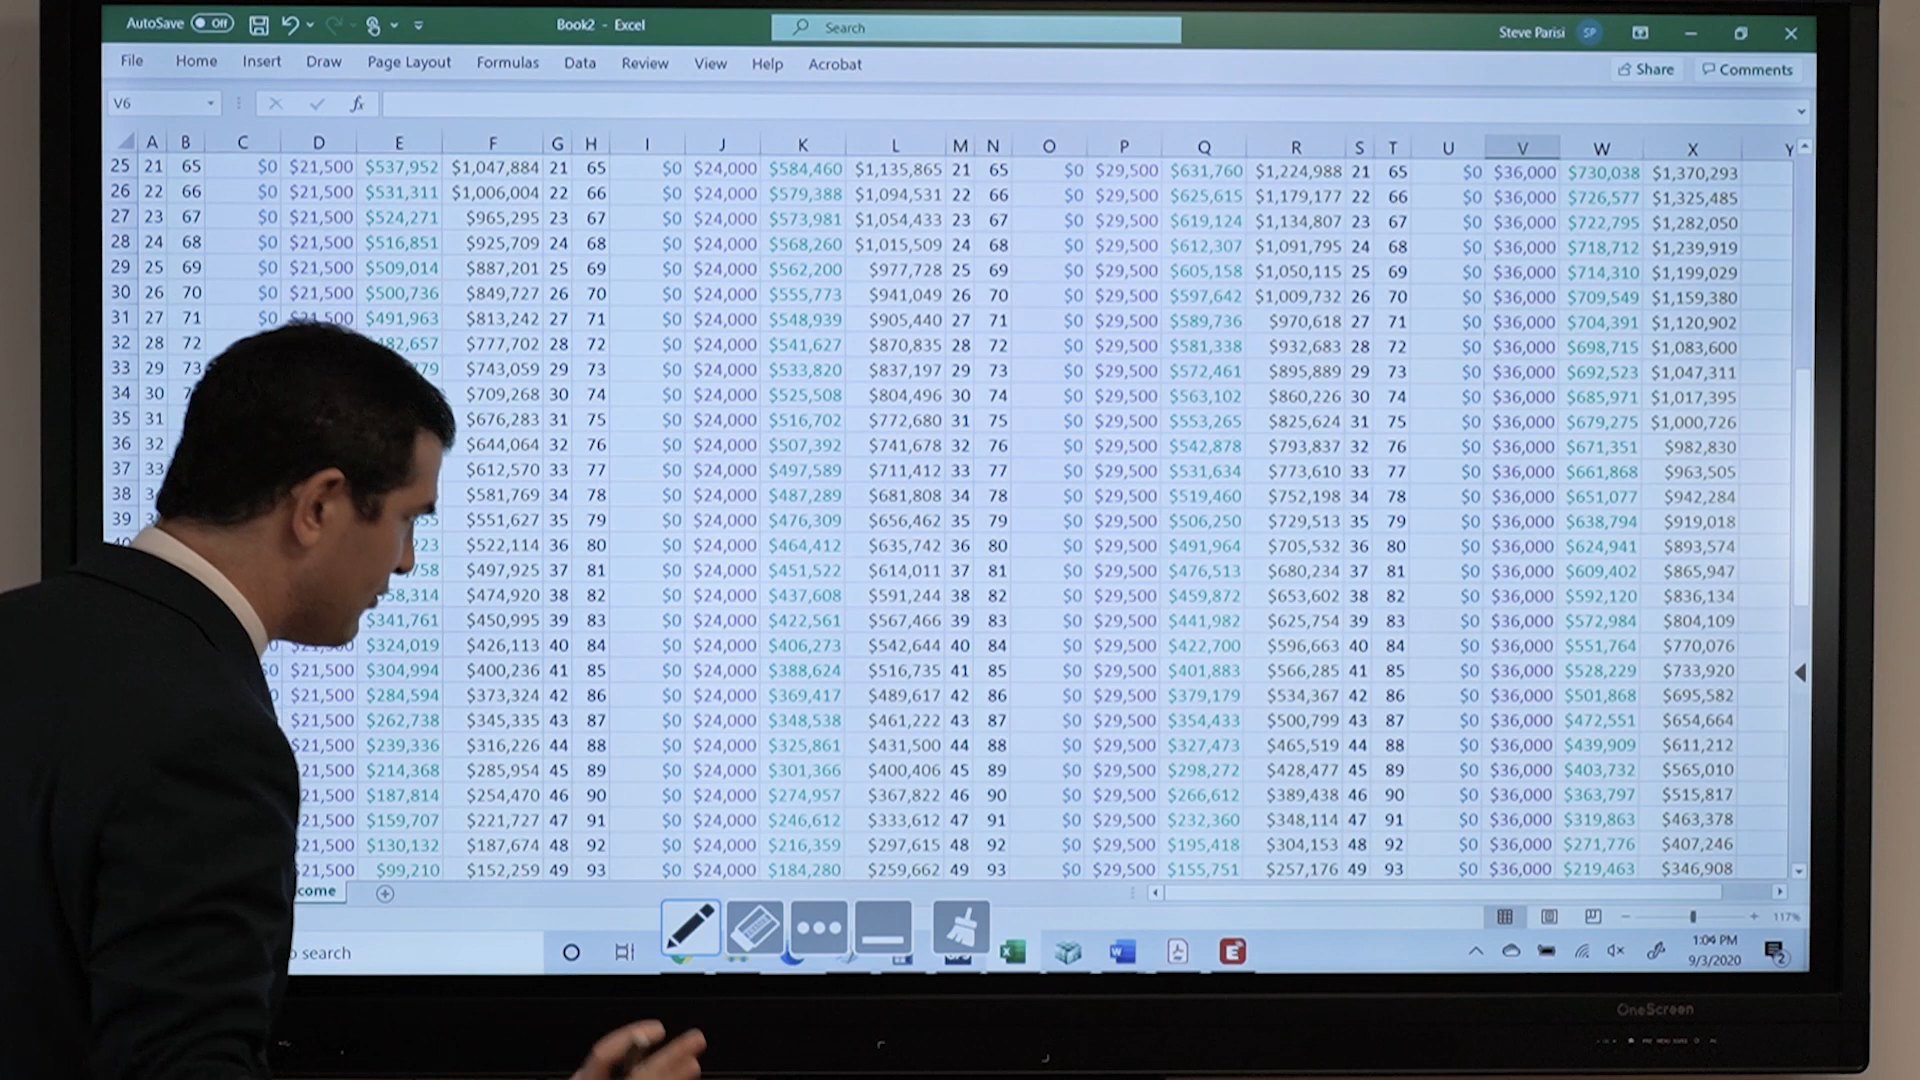 AutoSave Off Book2 - Excel Search Steve Parisi SP
File Home Insert Draw Page Layout Formulas Data Review View Help Acrobat Share Comments
V6 fx
A B C D E F G H I J K L M N O P Q R S T U V W X Y
25 21 65 $0 $21,500 $537,952 $1,047,884 21 65 $0 $24,000 $584,460 $1,135,865 21 65 $0 $29,500 $631,760 $1,224,988 21 65 $0 $36,000 $730,038 $1,370,293
26 22 66 $0 $21,500 $531,311 $1,006,004 22 66 $0 $24,000 $579,388 $1,094,531 22 66 $0 $29,500 $625,615 $1,179,177 22 66 $0 $36,000 $726,577 $1,325,485
27 23 67 $0 $21,500 $524,271 $965,295 23 67 $0 $24,000 $573,981 $1,054,433 23 67 $0 $29,500 $619,124 $1,134,807 23 67 $0 $36,000 $722,795 $1,282,050
28 24 68 $0 $21,500 $516,851 $925,709 24 68 $0 $24,000 $568,260 $1,015,509 24 68 $0 $29,500 $612,307 $1,091,795 24 68 $0 $36,000 $718,712 $1,239,919
29 25 69 $0 $21,500 $509,014 $887,201 25 69 $0 $24,000 $562,200 $977,728 25 69 $0 $29,500 $605,158 $1,050,115 25 69 $0 $36,000 $714,310 $1,199,029
30 26 70 $0 $21,500 $500,736 $849,727 26 70 $0 $24,000 $555,773 $941,049 26 70 $0 $29,500 $597,642 $1,009,732 26 70 $0 $36,000 $709,549 $1,159,380
31 27 71 $0 $21,500 $491,963 $813,242 27 71 $0 $24,000 $548,939 $905,440 27 71 $0 $29,500 $589,736 $970,618 27 71 $0 $36,000 $704,391 $1,120,902
32 28 72 482,657 $777,702 28 72 $0 $24,000 $541,627 $870,835 28 72 $0 $29,500 $581,338 $932,683 28 72 $0 $36,000 $698,715 $1,083,600
33 29 73 79 $743,059 29 73 $0 $24,000 $533,820 $837,197 29 73 $0 $29,500 $572,461 $895,889 29 73 $0 $36,000 $692,523 $1,047,311
34 30 7 $709,268 30 74 $0 $24,000 $525,508 $804,496 30 74 $0 $29,500 $563,102 $860,226 30 74 $0 $36,000 $685,971 $1,017,395
35 31 $676,283 31 75 $0 $24,000 $516,702 $772,680 31 75 $0 $29,500 $553,265 $825,624 31 75 $0 $36,000 $679,275 $1,000,726
36 32 $644,064 32 76 $0 $24,000 $507,392 $741,678 32 76 $0 $29,500 $542,878 $793,837 32 76 $0 $36,000 $671,351 $982,830
37 33 $612,570 33 77 $0 $24,000 $497,589 $711,412 33 77 $0 $29,500 $531,634 $773,610 33 77 $0 $36,000 $661,868 $963,505
38 3 $581,769 34 78 $0 $24,000 $487,289 $681,808 34 78 $0 $29,500 $519,460 $752,198 34 78 $0 $36,000 $651,077 $942,284
39 3 $551,627 35 79 $0 $24,000 $476,309 $656,462 35 79 $0 $29,500 $506,250 $729,513 35 79 $0 $36,000 $638,794 $919,018
40 223 $522,114 36 80 $0 $24,000 $464,412 $635,742 36 80 $0 $29,500 $491,964 $705,532 36 80 $0 $36,000 $624,941 $893,574
758 $497,925 37 81 $0 $24,000 $451,522 $614,011 37 81 $0 $29,500 $476,513 $680,234 37 81 $0 $36,000 $609,402 $865,947
58,314 $474,920 38 82 $0 $24,000 $437,608 $591,244 38 82 $0 $29,500 $459,872 $653,602 38 82 $0 $36,000 $592,120 $836,134
$341,761 $450,995 39 83 $0 $24,000 $422,561 $567,466 39 83 $0 $29,500 $441,982 $625,754 39 83 $0 $36,000 $572,984 $804,109
$324,019 $426,113 40 84 $0 $24,000 $406,273 $542,644 40 84 $0 $29,500 $422,700 $596,663 40 84 $0 $36,000 $551,764 $770,076
$0 $21,500 $304,994 $400,236 41 85 $0 $24,000 $388,624 $516,735 41 85 $0 $29,500 $401,883 $566,285 41 85 $0 $36,000 $528,229 $733,920
0 $21,500 $284,594 $373,324 42 86 $0 $24,000 $369,417 $489,617 42 86 $0 $29,500 $379,179 $534,367 42 86 $0 $36,000 $501,868 $695,582
$21,500 $262,738 $345,335 43 87 $0 $24,000 $348,538 $461,222 43 87 $0 $29,500 $354,433 $500,799 43 87 $0 $36,000 $472,551 $654,664
$21,500 $239,336 $316,226 44 88 $0 $24,000 $325,861 $431,500 44 88 $0 $29,500 $327,473 $465,519 44 88 $0 $36,000 $439,909 $611,212
21,500 $214,368 $285,954 45 89 $0 $24,000 $301,366 $400,406 45 89 $0 $29,500 $298,272 $428,477 45 89 $0 $36,000 $403,732 $565,010
21,500 $187,814 $254,470 46 90 $0 $24,000 $274,957 $367,822 46 90 $0 $29,500 $266,612 $389,438 46 90 $0 $36,000 $363,797 $515,817
21,500 $159,707 $221,727 47 91 $0 $24,000 $246,612 $333,612 47 91 $0 $29,500 $232,360 $348,114 47 91 $0 $36,000 $319,863 $463,378
21,500 $130,132 $187,674 48 92 $0 $24,000 $216,359 $297,615 48 92 $0 $29,500 $195,418 $304,153 48 92 $0 $36,000 $271,776 $407,246
21,500 $99,210 $152,259 49 93 $0 $24,000 $184,280 $259,662 49 93 $0 $29,500 $155,751 $257,176 49 93 $0 $36,000 $219,463 $346,908
come
117%
o search 1:04 PM
9/3/2020 2
OneScreen